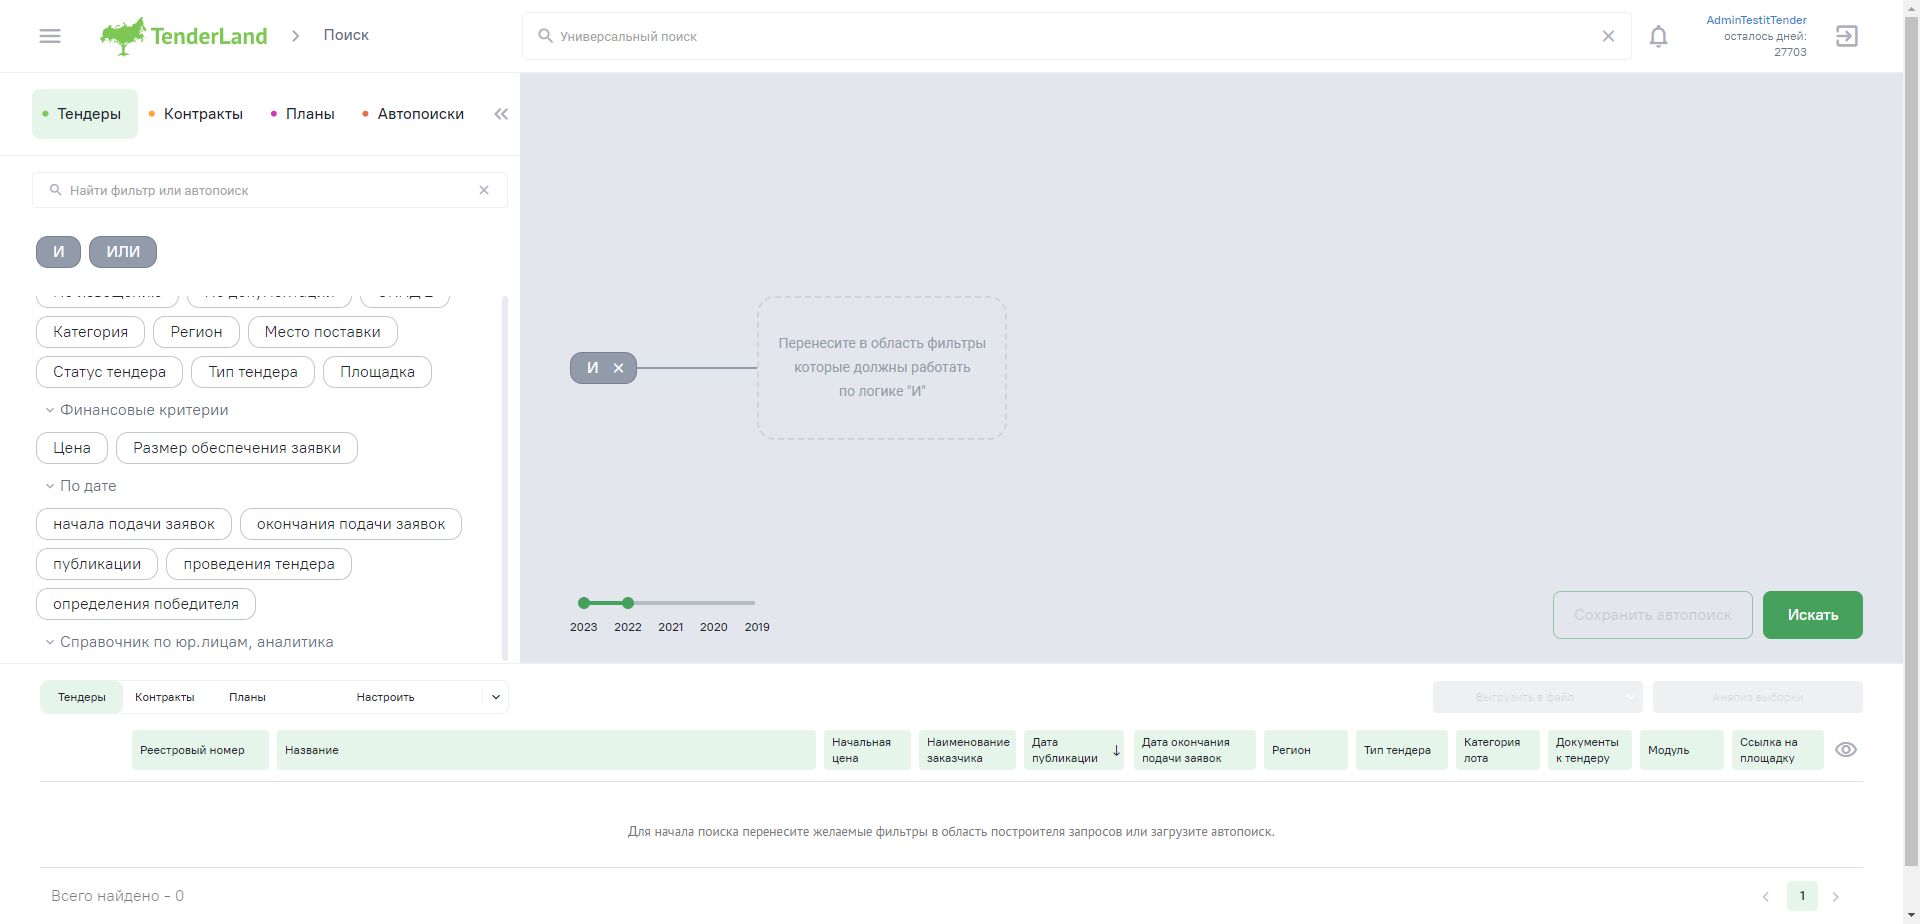 TenderLand
Поиск
Универсальный поиск
AdminTestitTender
осталось дней:
27703
Тендеры
Контракты
Планы
Автопоиски
Найти фильтр или автопоиск
И
ИЛИ
Категория
Регион
Место поставки
Статус тендера
Тип тендера
Площадка
Финансовые критерии
Цена
Размер обеспечения заявки
По дате
начала подачи заявок
окончания подачи заявок
публикации
проведения тендера
определения победителя
Справочник по юр.лицам, аналитика
И
Перенесите в область фильтры
которые должны работать
по логике "И"
2023 2022 2021 2020 2019
Сохранить автопоиск
Искать
Тендеры
Контракты
Планы
Настроить
Выгрузить в файл
Анализ выборки
Реестровый номер
Название
Начальная
цена
Наименование
заказчика
Дата
публикации
Дата окончания
подачи заявок
Регион
Тип тендера
Категория
лота
Документы
к тендеру
Модуль
Ссылка на
площадку
Для начала поиска перенесите желаемые фильтры в область построителя запросов или загрузите автопоиск.
Всего найдено - 0
1